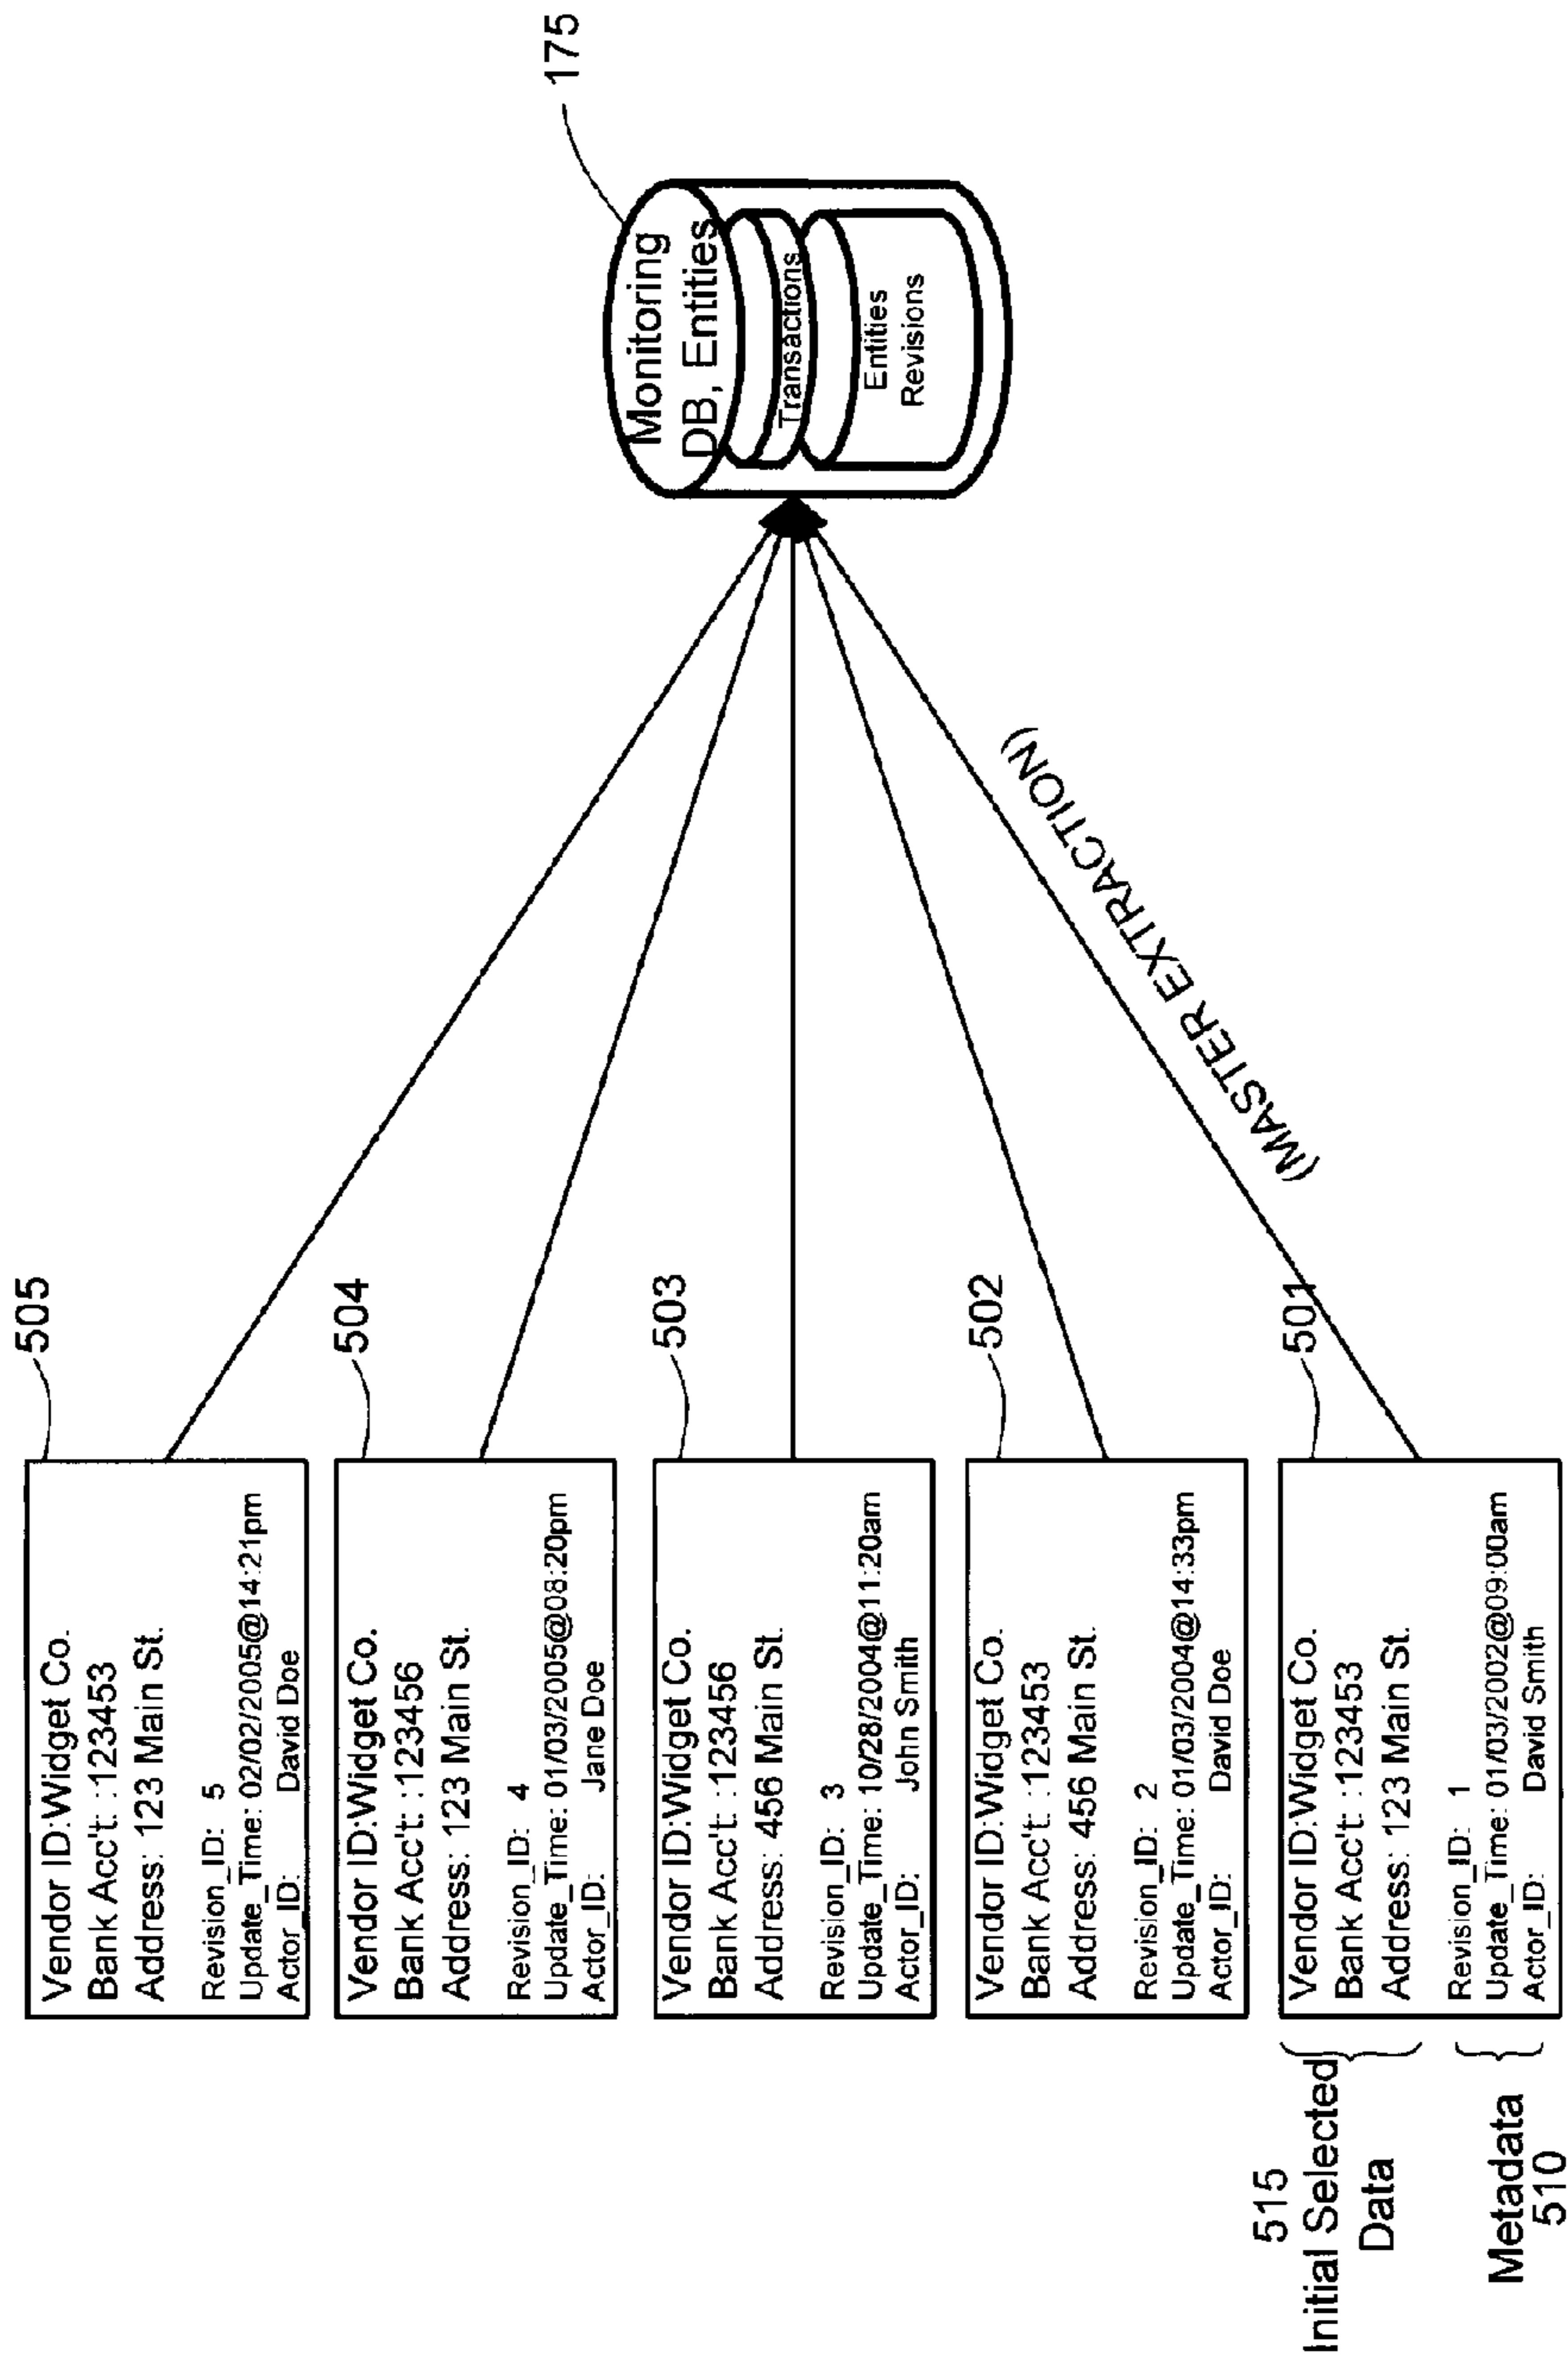 505
Vendor ID:Widget Co.
Bank Acc't: :123453
Address: 123 Main St.
Revision_ID: 5
Update_Time: 02/02/2005@14:21pm
Actor_ID: David Doe
504
Vendor ID:Widget Co.
Bank Acc't: :123456
Address: 123 Main St.
Revision_ID: 4
Update_Time: 01/03/2005@08:20pm
Actor_ID: Jane Doe
503
Vendor ID:Widget Co.
Bank Acc't: :123456
Address: 456 Main St.
Revision_ID: 3
Update_Time: 10/28/2004@11:20am
Actor_ID: John Smith
502
Vendor ID:Widget Co.
Bank Acc't: :123453
Address: 456 Main St.
Revision_ID: 2
Update_Time: 01/03/2004@14:33pm
Actor_ID: David Doe
501
Vendor ID:Widget Co.
Bank Acc't: :123453
Address: 123 Main St.
Revision_ID: 1
Update_Time: 01/03/2002@09:00am
Actor_ID: David Smith
515
Initial Selected
Data
Metadata
510
(MASTER EXTRACTION)
175
Monitoring
DB, Entities
Transactions
Entities
Revisions